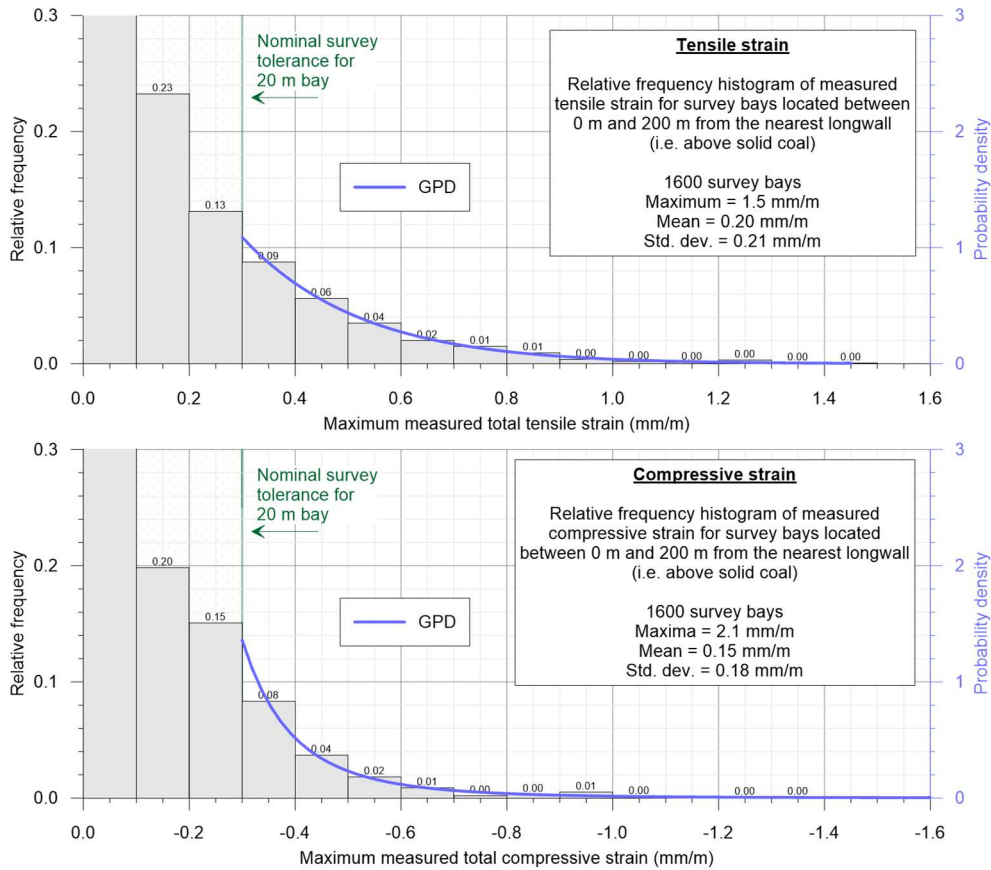 0.3
0.2
0.1
0.0
Relative frequency
3
2
1
0
Probability density
Nominal survey
tolerance for
20 m bay
GPD
Tensile strain
Relative frequency histogram of measured
tensile strain for survey bays located between
0 m and 200 m from the nearest longwall
(i.e. above solid coal)
1600 survey bays
Maximum = 1.5 mm/m
Mean = 0.20 mm/m
Std. dev. = 0.21 mm/m
0.23
0.13
0.09
0.06
0.04
0.02
0.01
0.01
0.00
0.00
0.00
0.00
0.00
0.00
0.0 0.2 0.4 0.6 0.8 1.0 1.2 1.4 1.6
Maximum measured total tensile strain (mm/m)
0.3
0.2
0.1
0.0
Relative frequency
3
2
1
0
Probability density
Nominal survey
tolerance for
20 m bay
GPD
Compressive strain
Relative frequency histogram of measured
compressive strain for survey bays located
between 0 m and 200 m from the nearest longwall
(i.e. above solid coal)
1600 survey bays
Maxima = 2.1 mm/m
Mean = 0.15 mm/m
Std. dev. = 0.18 mm/m
0.20
0.15
0.08
0.04
0.02
0.01
0.00
0.00
0.01
0.00
0.00
0.00
0.0 -0.2 -0.4 -0.6 -0.8 -1.0 -1.2 -1.4 -1.6
Maximum measured total compressive strain (mm/m)